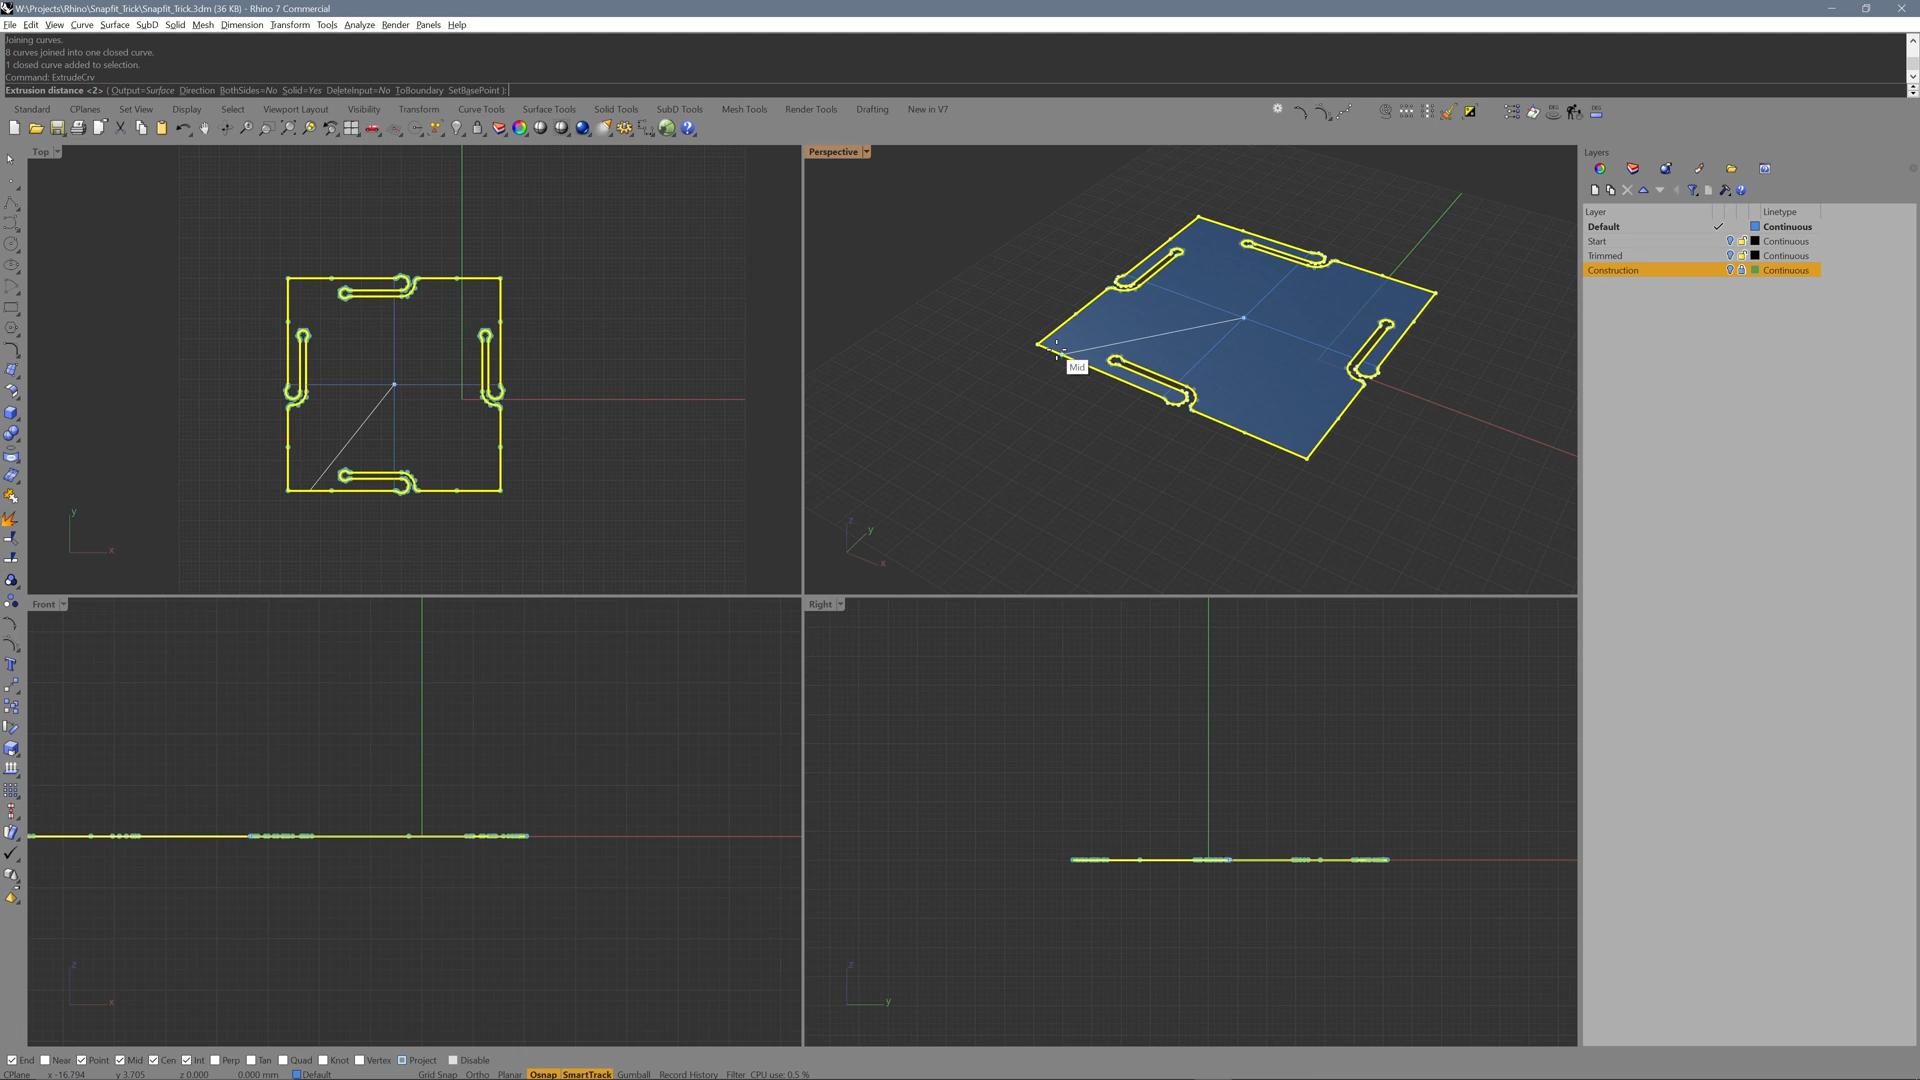 W:\Projects\Rhino\Snapfit_Trick\Snapfit_Trick.3dm (36 KB) - Rhino 7 Commercial
File Edit View Curve Surface SubD Solid Mesh Dimension Transform Tools Analyze Render Panels Help
Joining curves.
8 curves joined into one closed curve.
1 closed curve added to selection.
Command: ExtrudeCrv
Extrusion distance <2> ( Output=Surface Direction BothSides=No Solid=Yes DeleteInput=No ToBoundary SetBasePoint ):
Standard CPlanes Set View Display Select Viewport Layout Visibility Transform Curve Tools Surface Tools Solid Tools SubD Tools Mesh Tools Render Tools Drafting New in V7
Top
Perspective
Layers
Layer Linetype
Default Continuous
Start Continuous
Trimmed Continuous
Construction Continuous
Mid
y
x
z
y
x
Front
Right
z
x
z
y
End Near Point Mid Cen Int Perp Tan Quad Knot Vertex Project Disable
CPlane x -16.794 y 3.705 z 0.000 0.000 mm Default Grid Snap Ortho Planar Osnap SmartTrack Gumball Record History Filter CPU use: 0.5 %